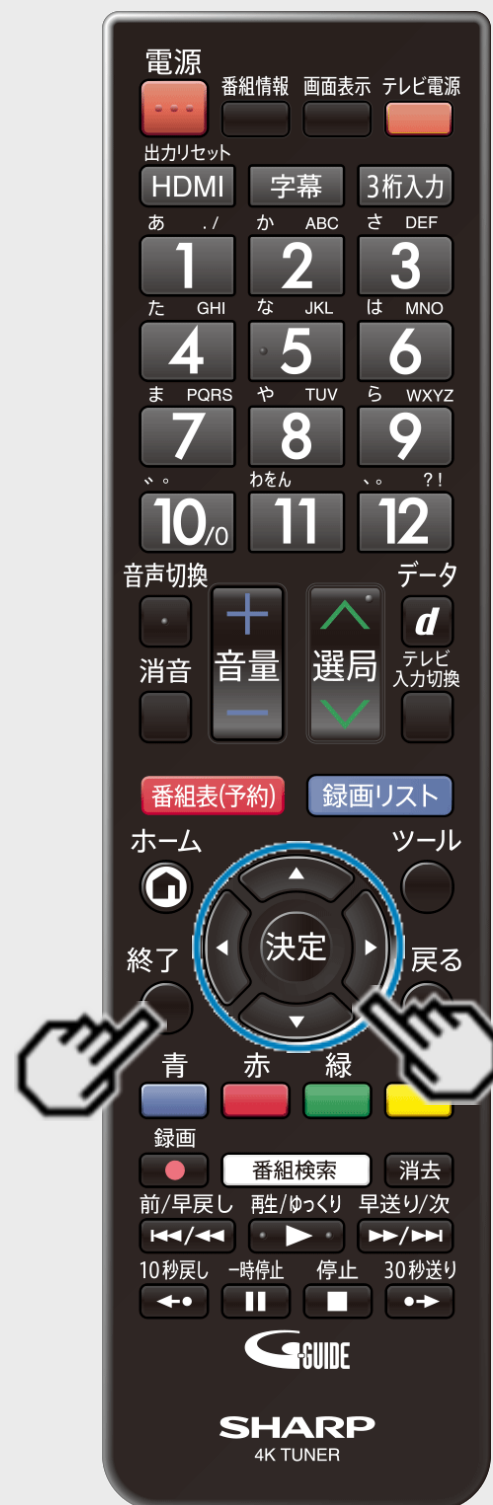 電源
番組情報 画面表示 テレビ電源
出力リセット
HDMI 字幕 3桁入力
あ ./ か ABC さ DEF
1 2 3
た GHI な JKL は MNO
4 5 6
ま PQRS や TUV ら WXYZ
7 8 9
゛゜ わをん 、。 ?!
10/0 11 12
音声切換 データ
+ d
消音 音量 選局 テレビ
入力切換
−
番組表(予約) 録画リスト
ホーム ツール
決定
終了 戻る
青 赤 緑
録画
番組検索 消去
前/早戻し 再生/ゆっくり 早送り/次
10秒戻し 一時停止 停止 30秒送り
G-GUIDE
SHARP
4K TUNER